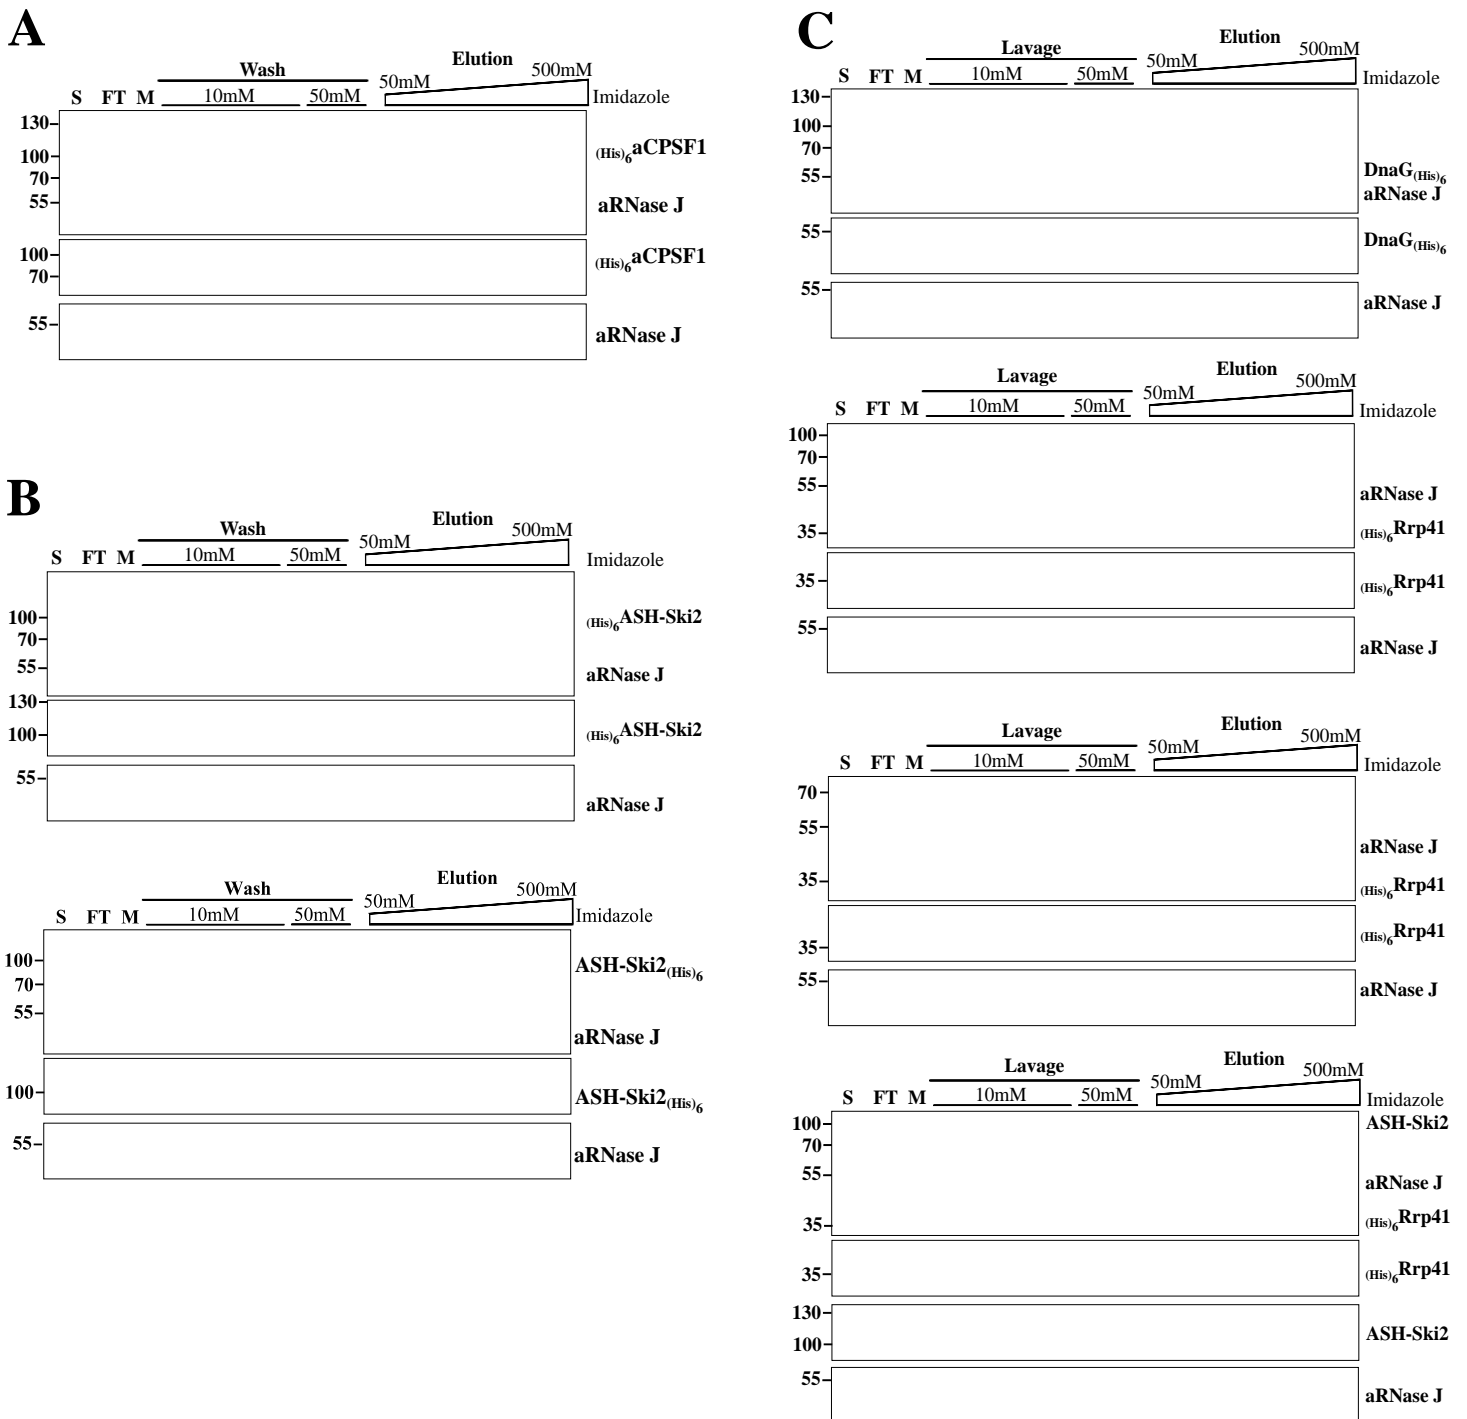 A
Wash
Elution
50mM
500mM
S FT M 10mM 50mM Imidazole
130
100
70
55
(His)6aCPSF1
aRNase J
100
70
(His)6aCPSF1
55
aRNase J
B
Wash
Elution
50mM
500mM
S FT M 10mM 50mM Imidazole
100
70
55
(His)6ASH-Ski2
aRNase J
130
100
(His)6ASH-Ski2
55
aRNase J
Wash
Elution
50mM
500mM
S FT M 10mM 50mM Imidazole
100
70
55
ASH-Ski2(His)6
aRNase J
100
ASH-Ski2(His)6
55
aRNase J
C
Lavage
Elution
50mM
500mM
S FT M 10mM 50mM Imidazole
130
100
70
55
DnaG(His)6
aRNase J
55
DnaG(His)6
55
aRNase J
Lavage
Elution
50mM
500mM
S FT M 10mM 50mM Imidazole
100
70
55
35
aRNase J
(His)6Rrp41
35
(His)6Rrp41
55
aRNase J
Lavage
Elution
50mM
500mM
S FT M 10mM 50mM Imidazole
70
55
35
aRNase J
(His)6Rrp41
35
(His)6Rrp41
55
aRNase J
Lavage
Elution
50mM
500mM
S FT M 10mM 50mM Imidazole
100
70
55
35
ASH-Ski2
aRNase J
(His)6Rrp41
35
(His)6Rrp41
130
100
ASH-Ski2
55
aRNase J